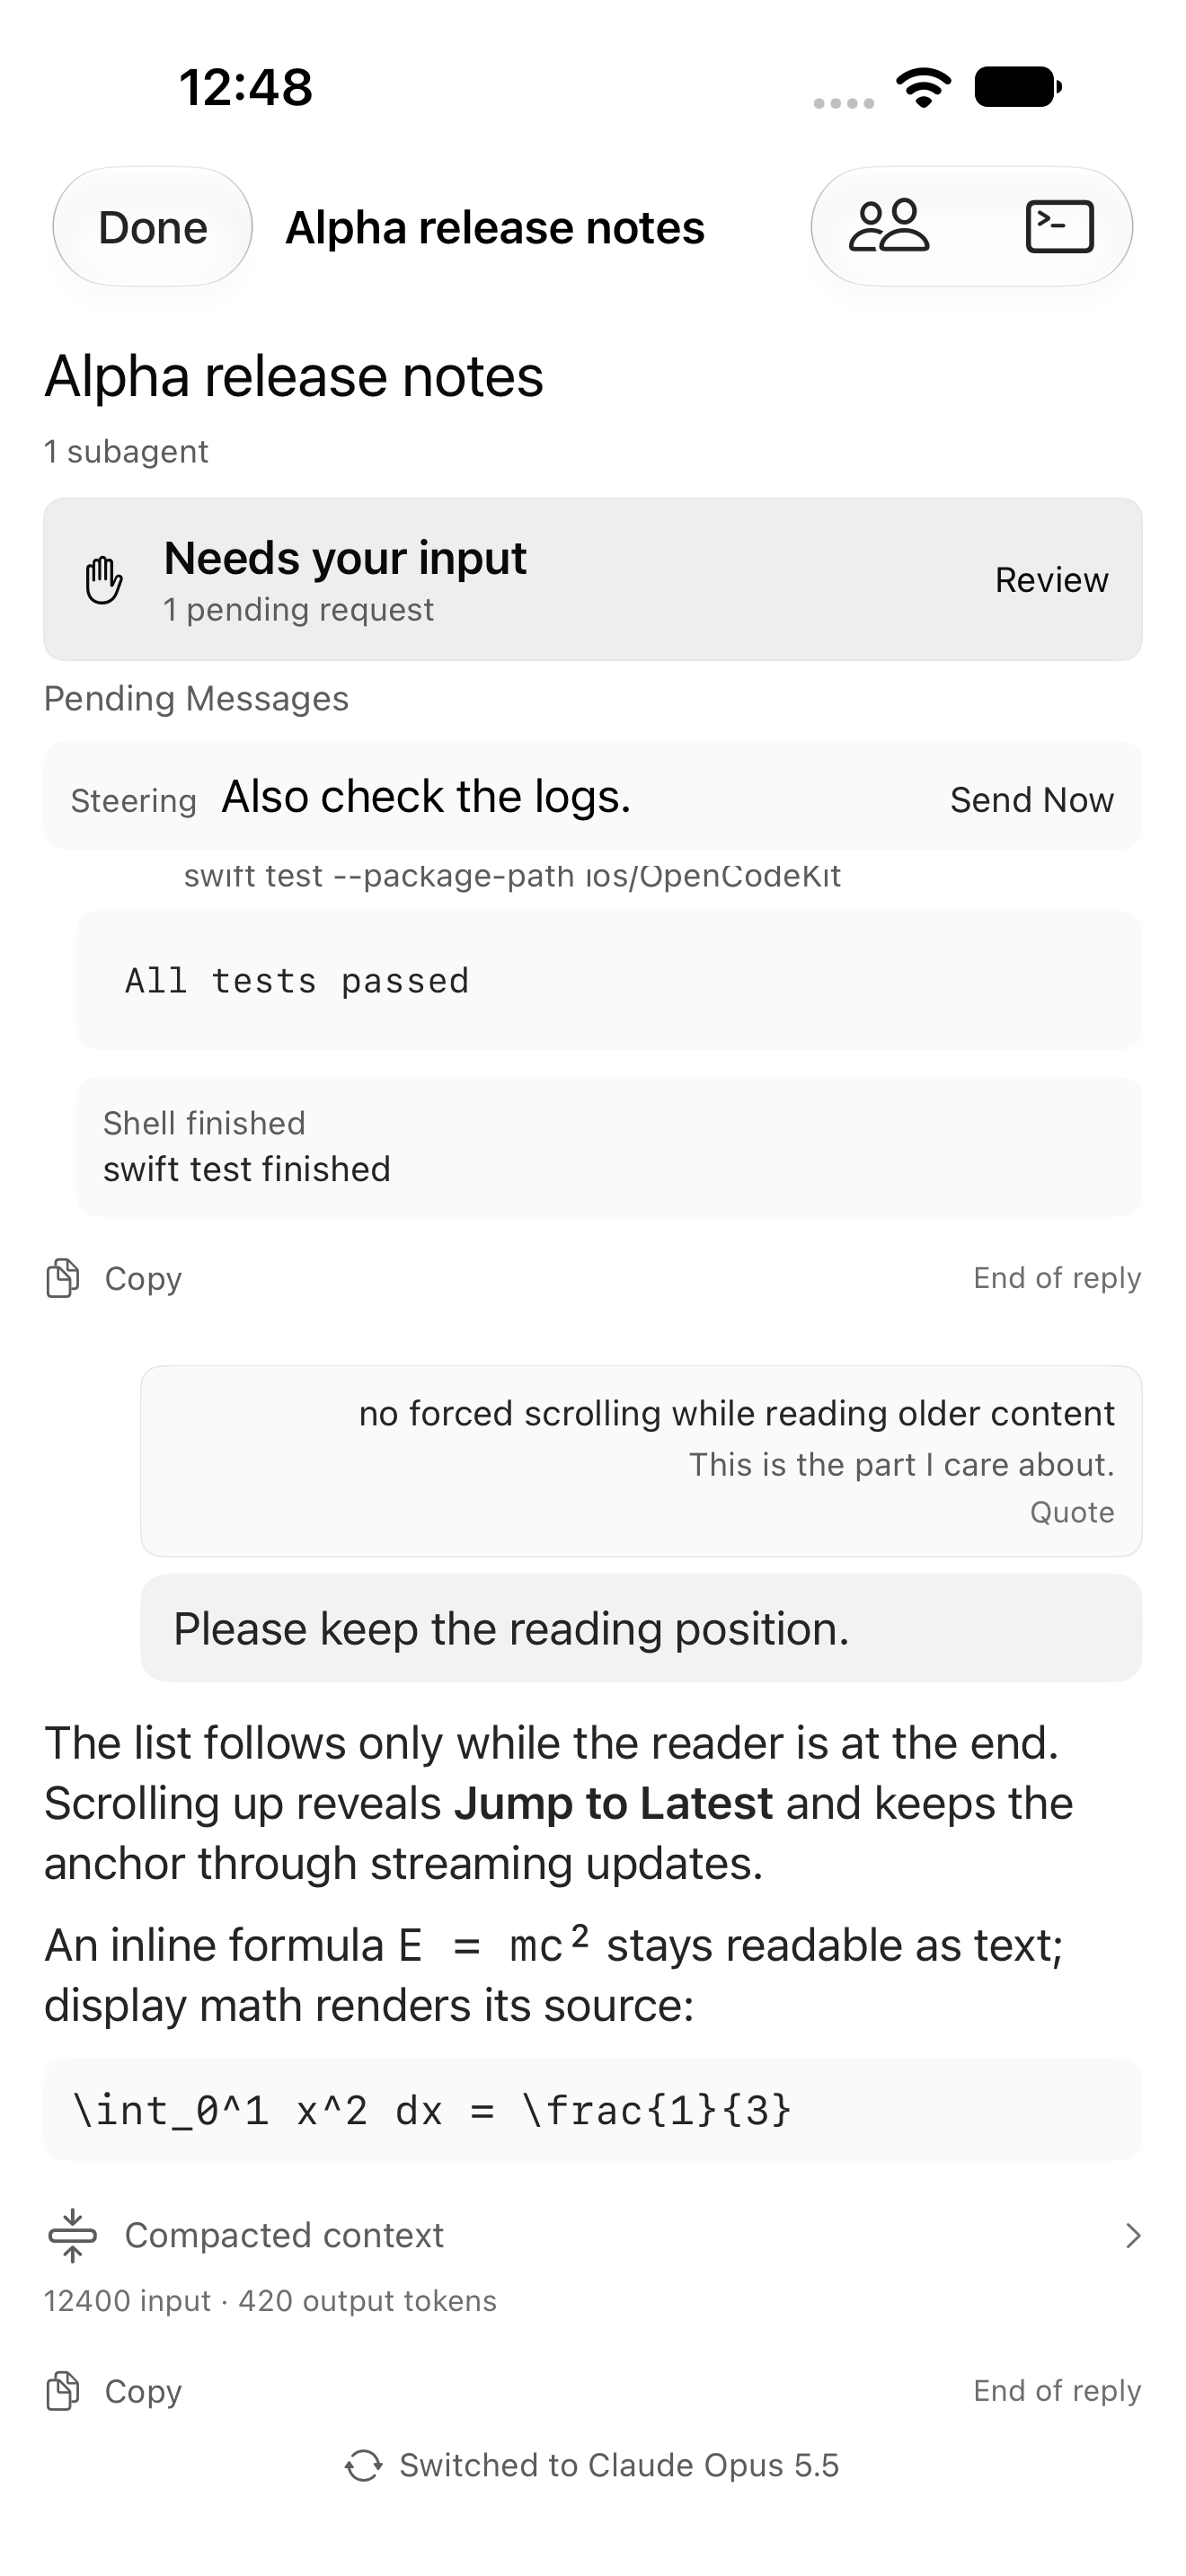 12:48
Done
Alpha release notes
Alpha release notes
1 subagent
Needs your input
1 pending request
Review
Pending Messages
Steering Also check the logs. Send Now
swift test --package-path ios/OpenCodeKit
All tests passed
Shell finished
swift test finished
Copy
End of reply
no forced scrolling while reading older content
This is the part I care about.
Quote
Please keep the reading position.
The list follows only while the reader is at the end.
Scrolling up reveals Jump to Latest and keeps the
anchor through streaming updates.
An inline formula E = mc² stays readable as text;
display math renders its source:
\int_0^1 x^2 dx = \frac{1}{3}
Compacted context
12400 input · 420 output tokens
Copy
End of reply
Switched to Claude Opus 5.5